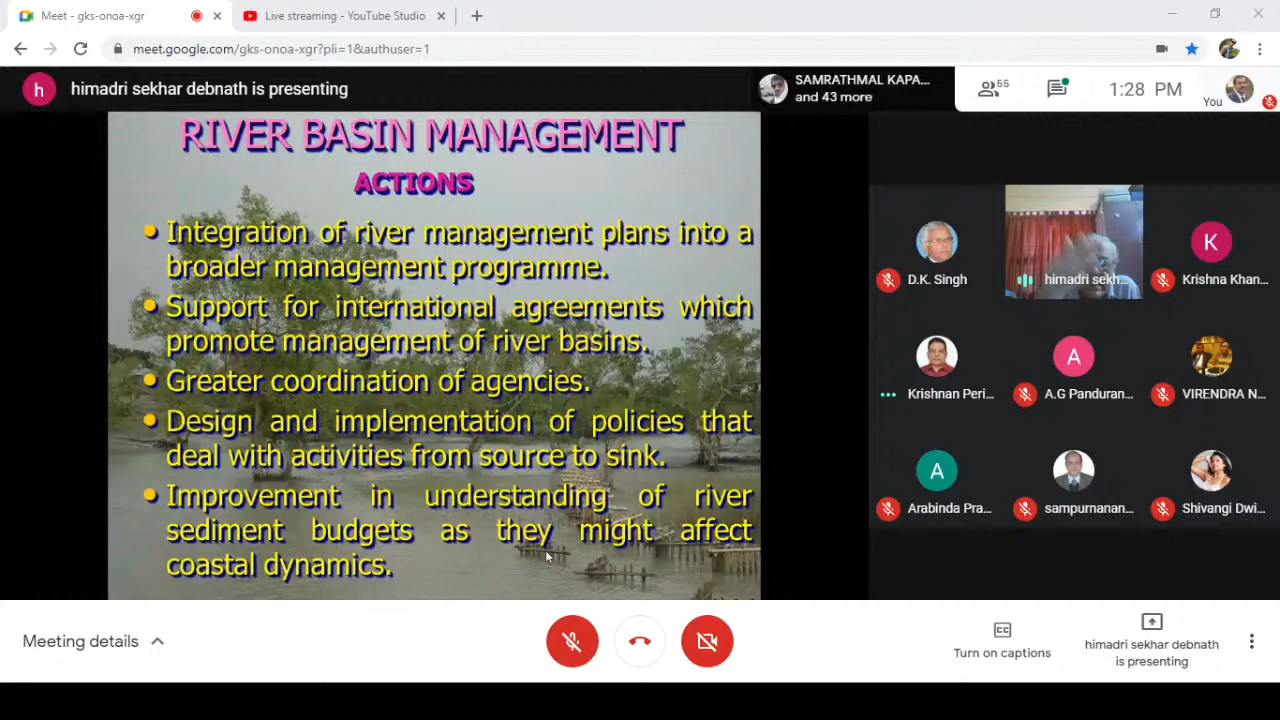 Meet - gks-onoa-xgr
Live streaming - YouTube Studio
meet.google.com/gks-onoa-xgr?pli=1&authuser=1
h
himadri sekhar debnath is presenting
SAMRATHMAL KAPA...
and 43 more
55
1:28 PM
You
RIVER BASIN MANAGEMENT
ACTIONS
• Integration of river management plans into a
broader management programme.
• Support for international agreements which
promote management of river basins.
• Greater coordination of agencies.
• Design and implementation of policies that
deal with activities from source to sink.
• Improvement in understanding of river
sediment budgets as they might affect
coastal dynamics.
D.K. Singh
himadri sekh...
K
Krishna Khan...
Krishnan Peri...
A
A.G Panduran...
VIRENDRA N...
A
Arabinda Pra...
sampurnanan...
Shivangi Dwi...
Meeting details
CC
Turn on captions
himadri sekhar debnath
is presenting